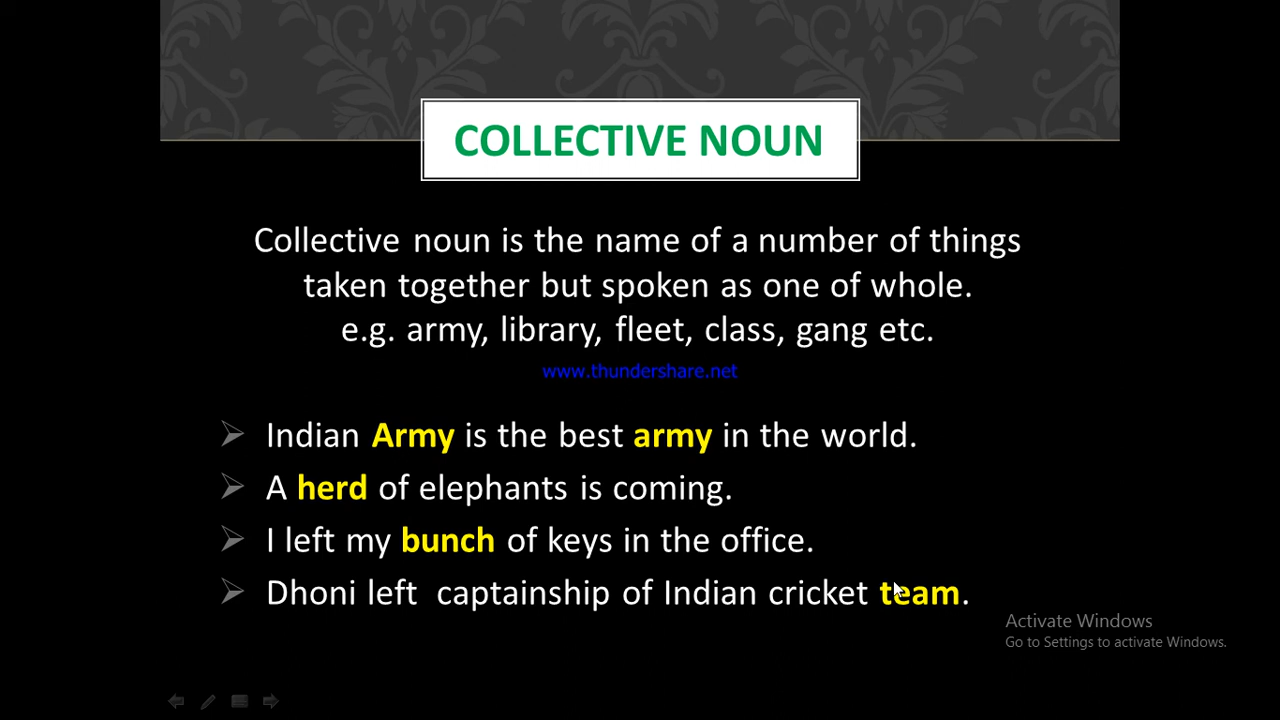 COLLECTIVE NOUN
Collective noun is the name of a number of things
taken together but spoken as one of whole.
e.g. army, library, fleet, class, gang etc.
www.thundershare.net
Indian Army is the best army in the world.
A herd of elephants is coming.
I left my bunch of keys in the office.
Dhoni left captainship of Indian cricket team.
Activate Windows
Go to Settings to activate Windows.